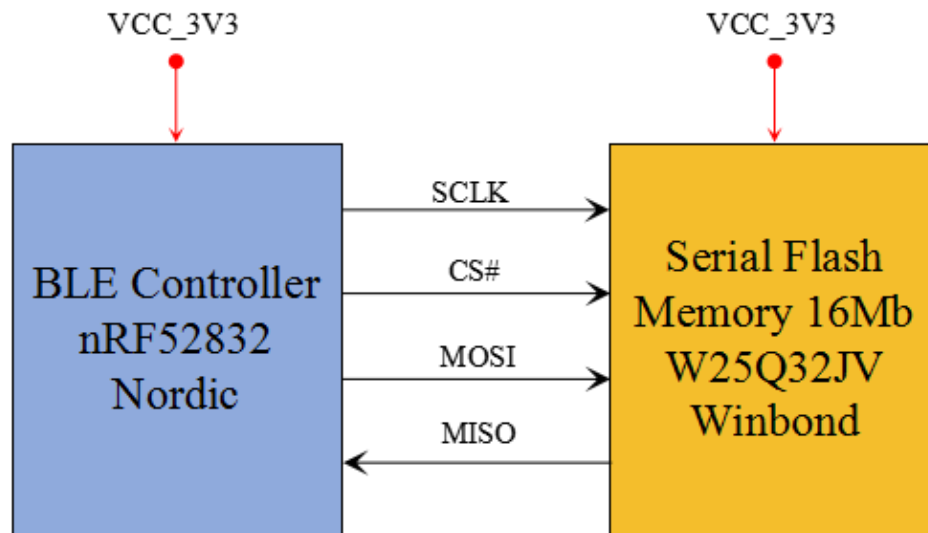 VCC_3V3
VCC_3V3
BLE Controller
nRF52832
Nordic
SCLK
CS#
MOSI
MISO
Serial Flash
Memory 16Mb
W25Q32JV
Winbond